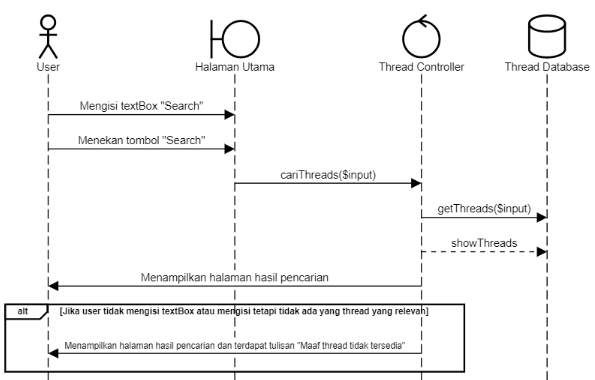 User
Halaman Utama
Thread Controller
Thread Database
Mengisi textBox "Search"
Menekan tombol "Search"
cariThreads($input)
getThreads($input)
showThreads
Menampilkan halaman hasil pencarian
alt
[Jika user tidak mengisi textBox atau mengisi tetapi tidak ada yang thread yang relevan]
Menampilkan halaman hasil pencarian dan terdapat tulisan "Maaf thread tidak tersedia"